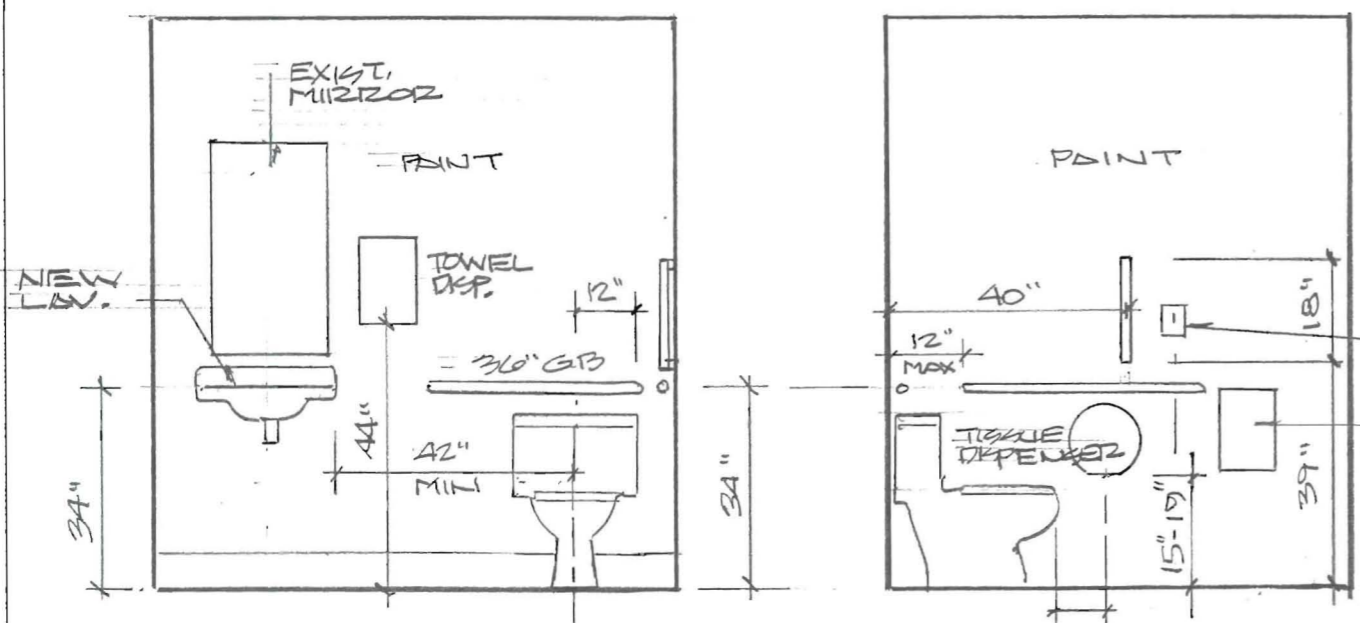 EXIST.
MIRROR
PAINT
NEW
LAV.
TOWEL
DISP.
12"
36" GB
44"
42"
MIN
34"
34"
PAINT
40"
18"
12"
MAX
TISSUE
DISPENSER
15"-19"
39"